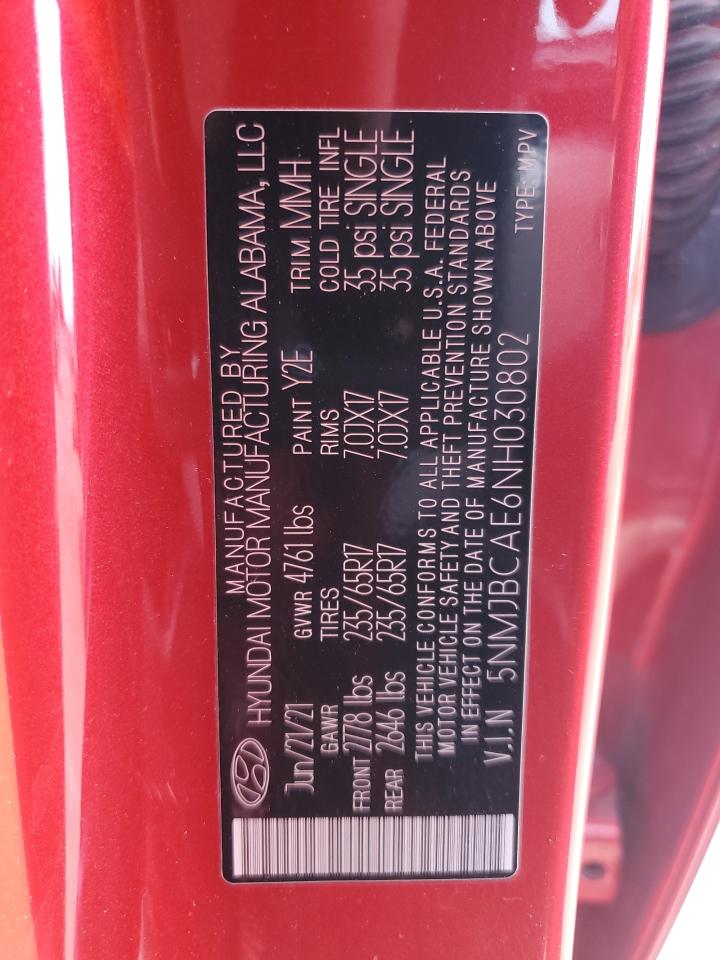 MANUFACTURED BY
HYUNDAI MOTOR MANUFACTURING ALABAMA, LLC
Jun/21/21 GVWR 4761 lbs PAINT Y2E TRIM MMH
GAWR TIRES RIMS COLD TIRE INFL
FRONT 2778 lbs 235/65R17 7.0JX17 35 psi SINGLE
REAR 2646 lbs 235/65R17 7.0JX17 35 psi SINGLE
THIS VEHICLE CONFORMS TO ALL APPLICABLE U.S.A. FEDERAL
MOTOR VEHICLE SAFETY AND THEFT PREVENTION STANDARDS
IN EFFECT ON THE DATE OF MANUFACTURE SHOWN ABOVE
V.I.N 5NMJBCAE6NH030802
TYPE: MPV